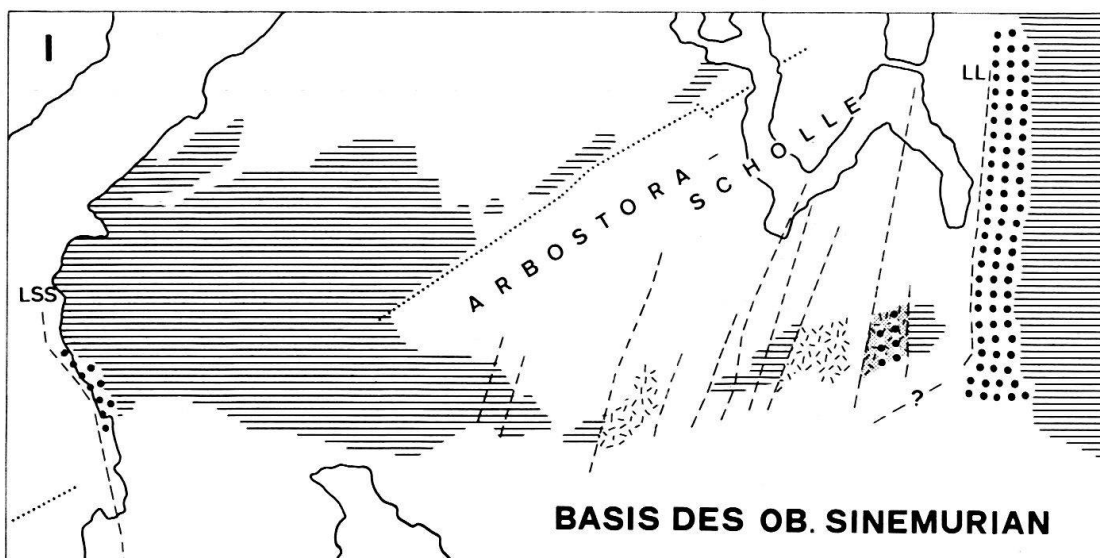 I
LL
ARBOSTORA
SCHOLLE
LSS
?
BASIS DES OB. SINEMURIAN